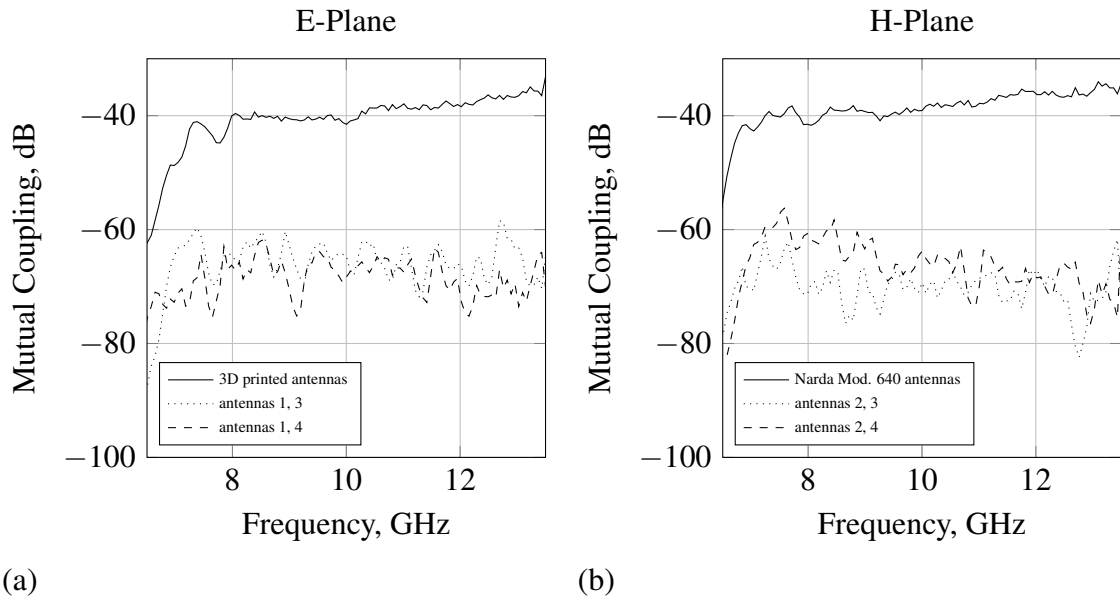 E-Plane
Mutual Coupling, dB
−40
−60
−80
−100
8 10 12
Frequency, GHz
3D printed antennas
antennas 1, 3
antennas 1, 4
(a)
H-Plane
Mutual Coupling, dB
−40
−60
−80
−100
8 10 12
Frequency, GHz
Narda Mod. 640 antennas
antennas 2, 3
antennas 2, 4
(b)